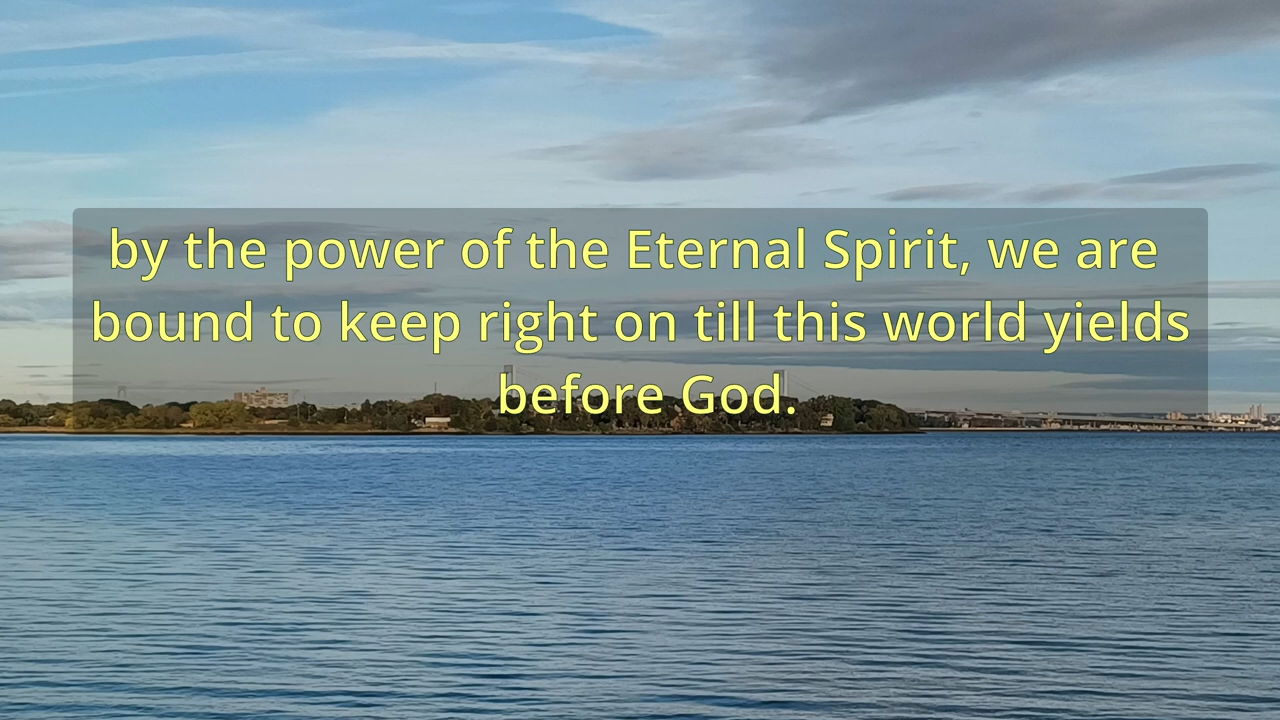 by the power of the Eternal Spirit, we are
bound to keep right on till this world yields
before God.